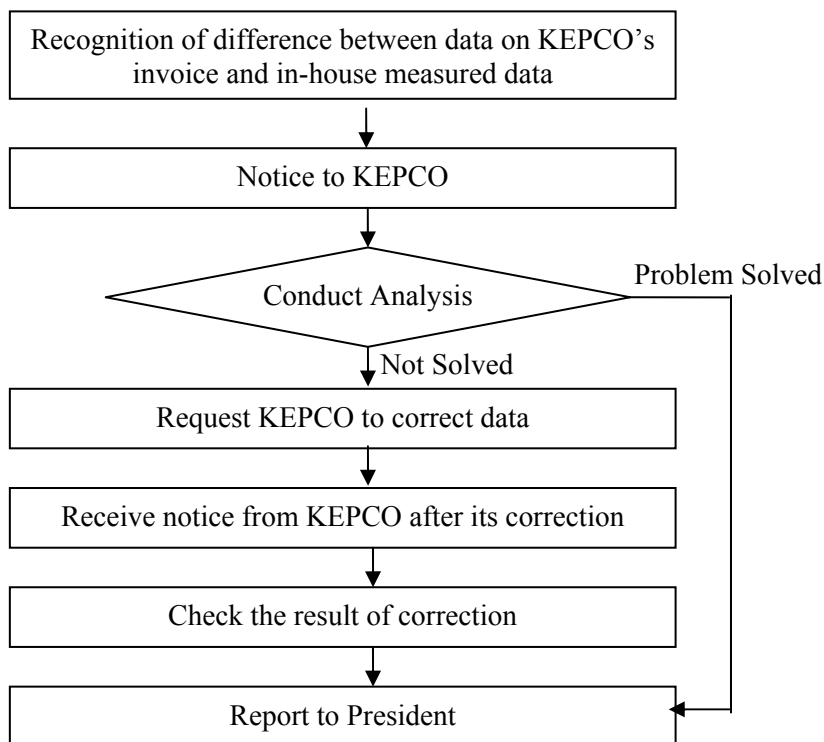 Recognition of difference between data on KEPCO’s
invoice and in-house measured data
Notice to KEPCO
Conduct Analysis
Problem Solved
Not Solved
Request KEPCO to correct data
Receive notice from KEPCO after its correction
Check the result of correction
Report to President